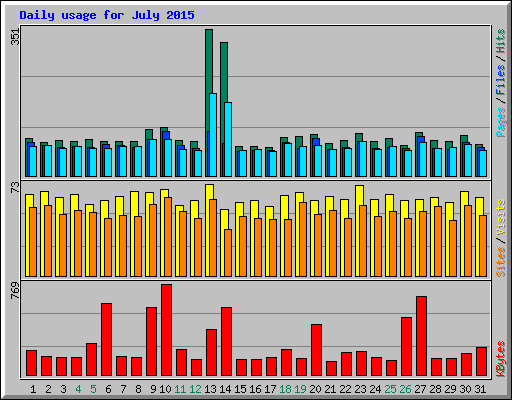 Daily usage for July 2015
351
Pages / Files / Hits
73
Sites / Visits
769
KBytes
1 2 3 4 5 6 7 8 9 10 11 12 13 14 15 16 17 18 19 20 21 22 23 24 25 26 27 28 29 30 31